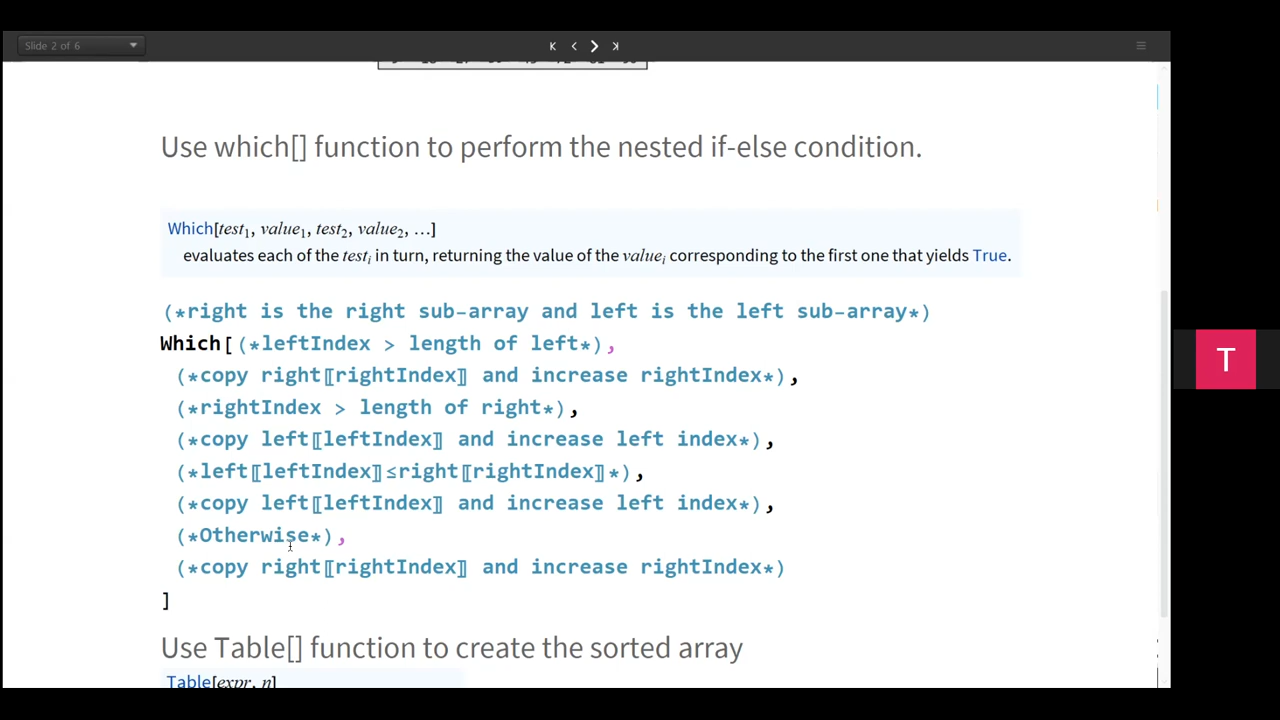 Slide 2 of 6
Use which[] function to perform the nested if-else condition.
Which[test1, value1, test2, value2, …]
evaluates each of the testi in turn, returning the value of the valuei corresponding to the first one that yields True.
(*right is the right sub-array and left is the left sub-array*)
Which[(*leftIndex > length of left*),
(*copy right⟦rightIndex⟧ and increase rightIndex*),
(*rightIndex > length of right*),
(*copy left⟦leftIndex⟧ and increase left index*),
(*left⟦leftIndex⟧≤right⟦rightIndex⟧*),
(*copy left⟦leftIndex⟧ and increase left index*),
(*Otherwise*),
(*copy right⟦rightIndex⟧ and increase rightIndex*)
]
T
Use Table[] function to create the sorted array
Table[expr, n]